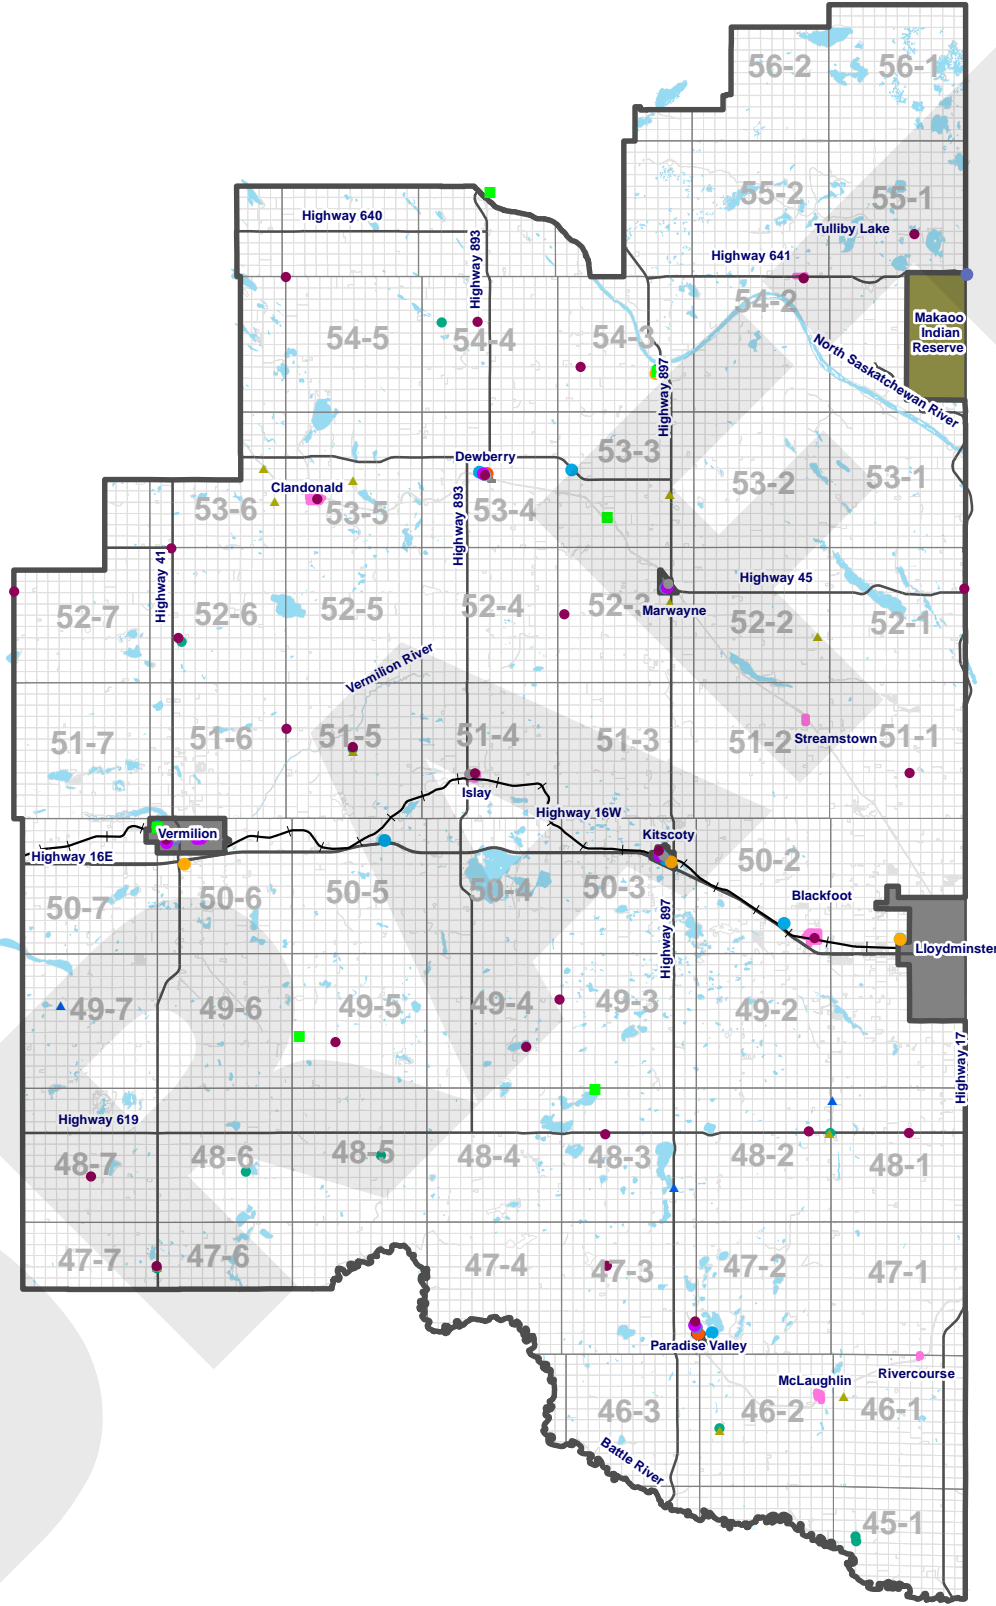 56-2
56-1
55-2
55-1
Highway 640
Tulliby Lake
Highway 893
Highway 641
54-2
Makaoo
Indian
Reserve
54-5
54-4
54-3
North Saskatchewan River
Highway 897
Dewberry
53-3
53-2
53-1
Clandonald
53-6
53-5
53-4
Highway 893
Highway 41
Highway 45
52-7
52-6
52-5
52-4
52-3
Marwayne
52-2
52-1
Vermilion River
51-7
51-6
51-5
51-4
51-3
51-2
Streamstown
51-1
Islay
Highway 16W
Vermilion
Kitscoty
Highway 16E
50-7
50-6
50-5
50-4
50-3
50-2
Blackfoot
Highway 897
Lloydminster
49-7
49-6
49-5
49-4
49-3
49-2
Highway 17
Highway 619
48-7
48-6
48-5
48-4
48-3
48-2
48-1
47-7
47-6
47-4
47-3
47-2
47-1
Paradise Valley
McLaughlin
Rivercourse
46-3
46-2
46-1
Battle River
45-1